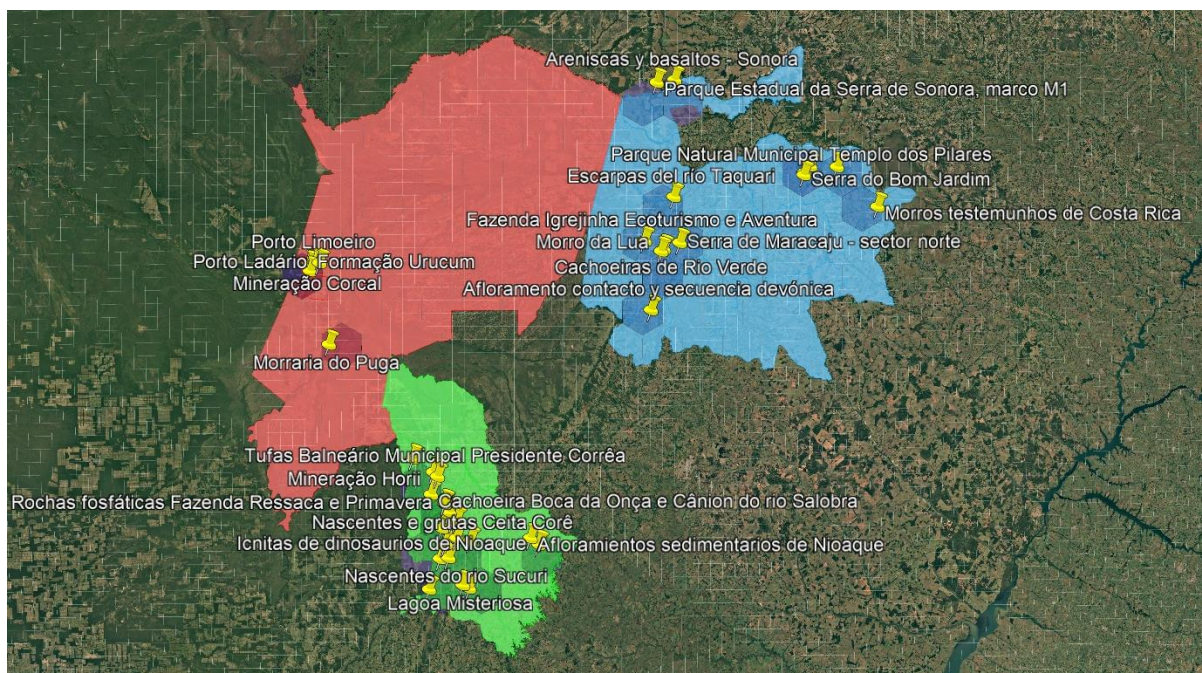 Areniscas y basaltos - Sonora
Parque Estadual da Serra de Sonora, marco M1
Parque Natural Municipal Templo dos Pilares
Escarpas del río Taquari
Serra do Bom Jardim
Morros testemunhos de Costa Rica
Fazenda Igrejinha Ecoturismo e Aventura
Morro da Lua
Serra de Maracaju - sector norte
Porto Limoeiro
Porto Ladário
Formação Urucum
Cachoeiras de Rio Verde
Mineração Corcal
Afloramento contacto y secuencia devónica
Morraria do Puga
Tufas Balneário Municipal Presidente Corrêa
Mineração Horii
Rochas fosfáticas Fazenda Ressaca e Primavera
Cachoeira Boca da Onça e Cânion do rio Salobra
Nascentes e grutas Ceita Corê
Icnitas de dinosaurios de Nioaque
Afloramientos sedimentarios de Nioaque
Nascentes do rio Sucuri
Lagoa Misteriosa